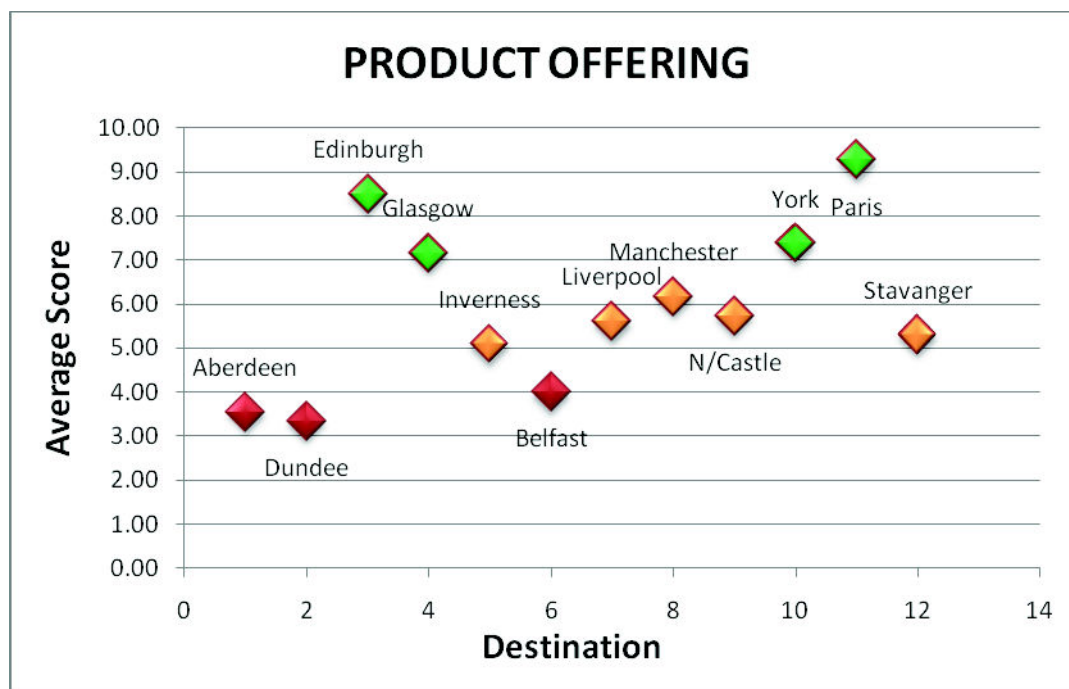 PRODUCT OFFERING
Average Score
10.00
9.00
8.00
7.00
6.00
5.00
4.00
3.00
2.00
1.00
0.00
Edinburgh
Glasgow
York
Paris
Manchester
Liverpool
Inverness
Stavanger
N/Castle
Aberdeen
Belfast
Dundee
0 2 4 6 8 10 12 14
Destination